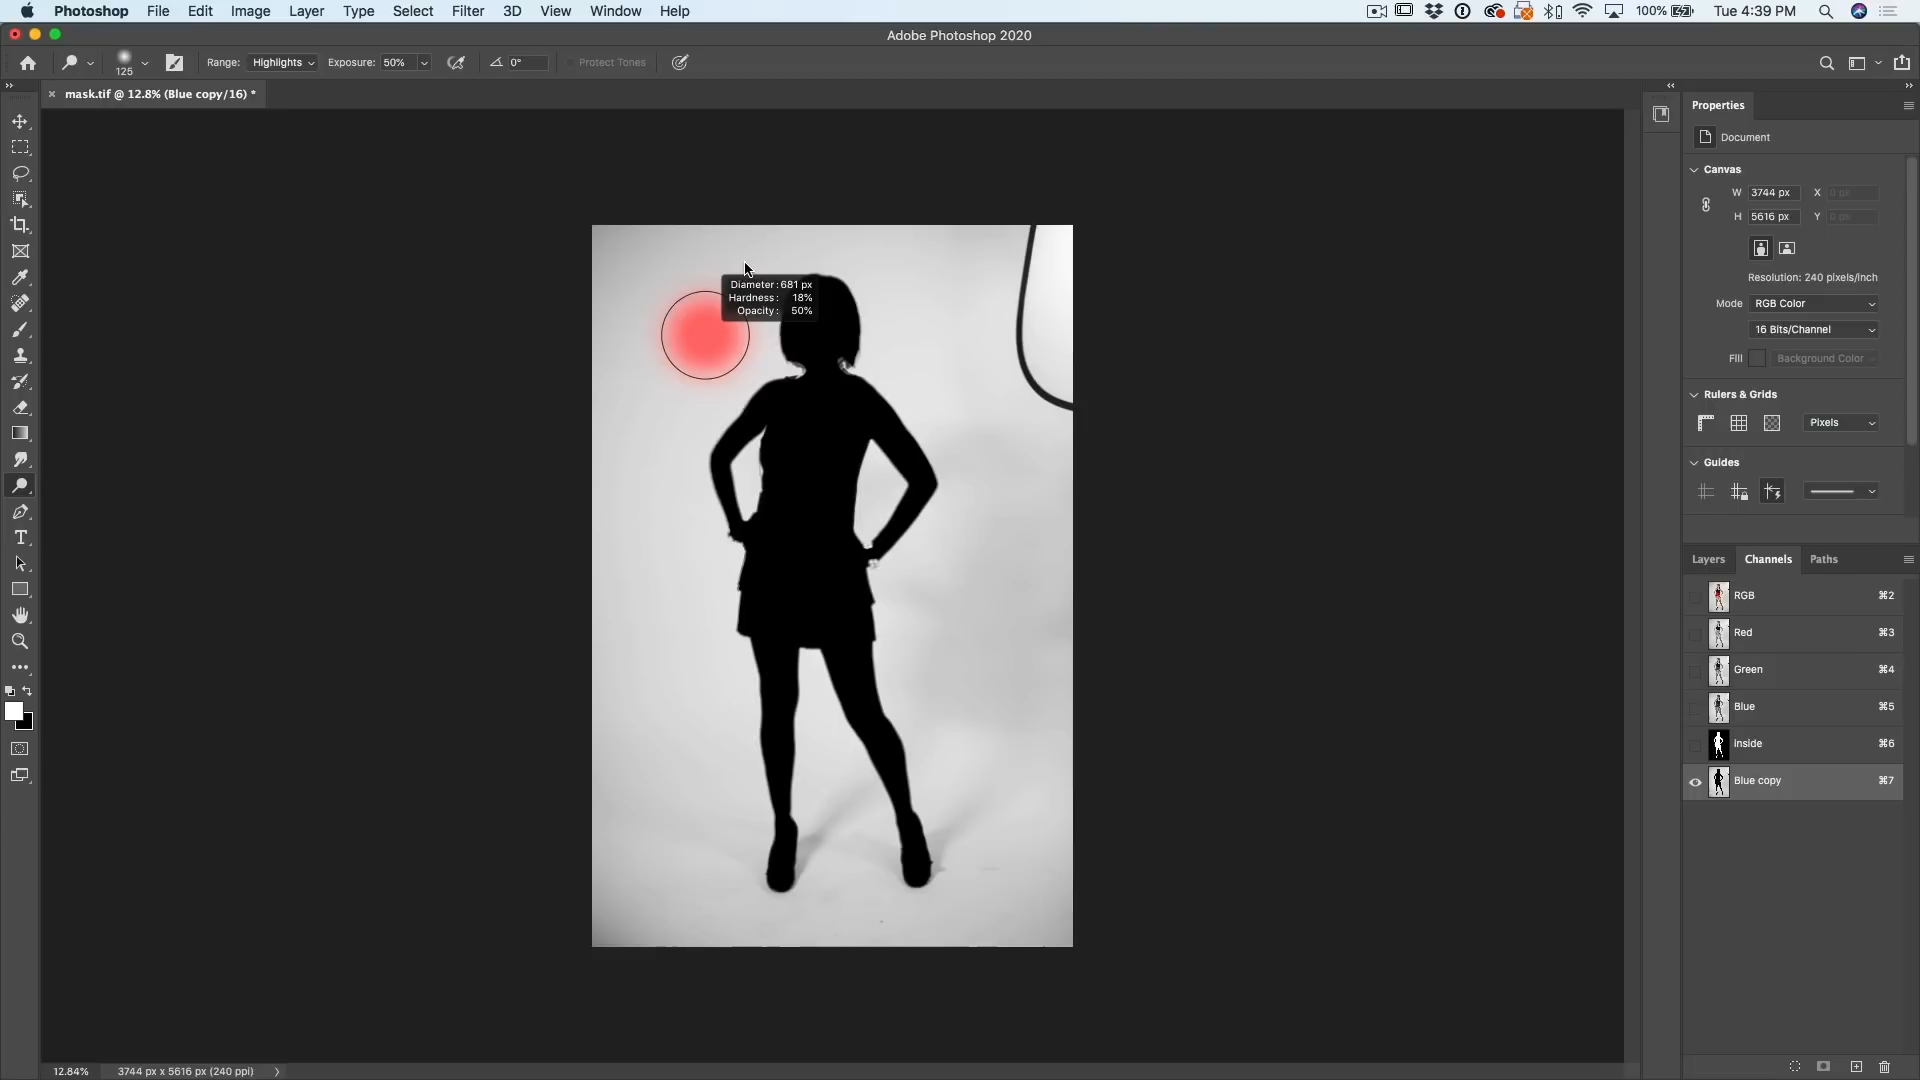 Photoshop File Edit Image Layer Type Select Filter 3D View Window Help 100% Tue 4:39 PM
Adobe Photoshop 2020
125 Range: Highlights Exposure: 50% 0° Protect Tones
mask.tif @ 12.8% (Blue copy/16) *
Properties
Document
Canvas
W 3744 px X 0 px
H 5616 px Y 0 px
Resolution: 240 pixels/inch
Mode RGB Color
16 Bits/Channel
Fill Background Color
Rulers & Grids
Pixels
Guides
Diameter: 681 px
Hardness: 18%
Opacity: 50%
Layers Channels Paths
RGB ⌘2
Red ⌘3
Green ⌘4
Blue ⌘5
Inside ⌘6
Blue copy ⌘7
12.84% 3744 px x 5616 px (240 ppi)